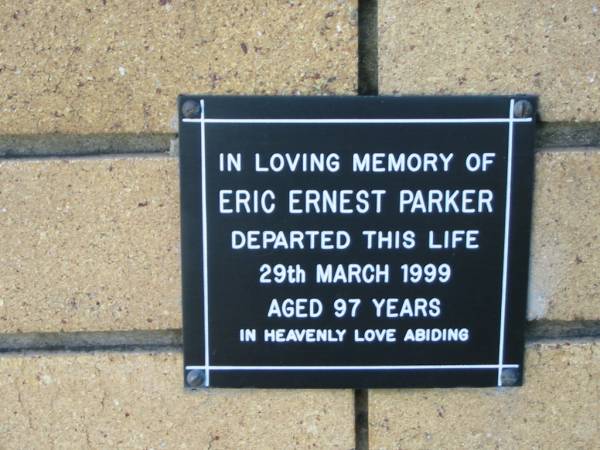 IN LOVING MEMORY OF
ERIC ERNEST PARKER
DEPARTED THIS LIFE
29th MARCH 1999
AGED 97 YEARS
IN HEAVENLY LOVE ABIDING